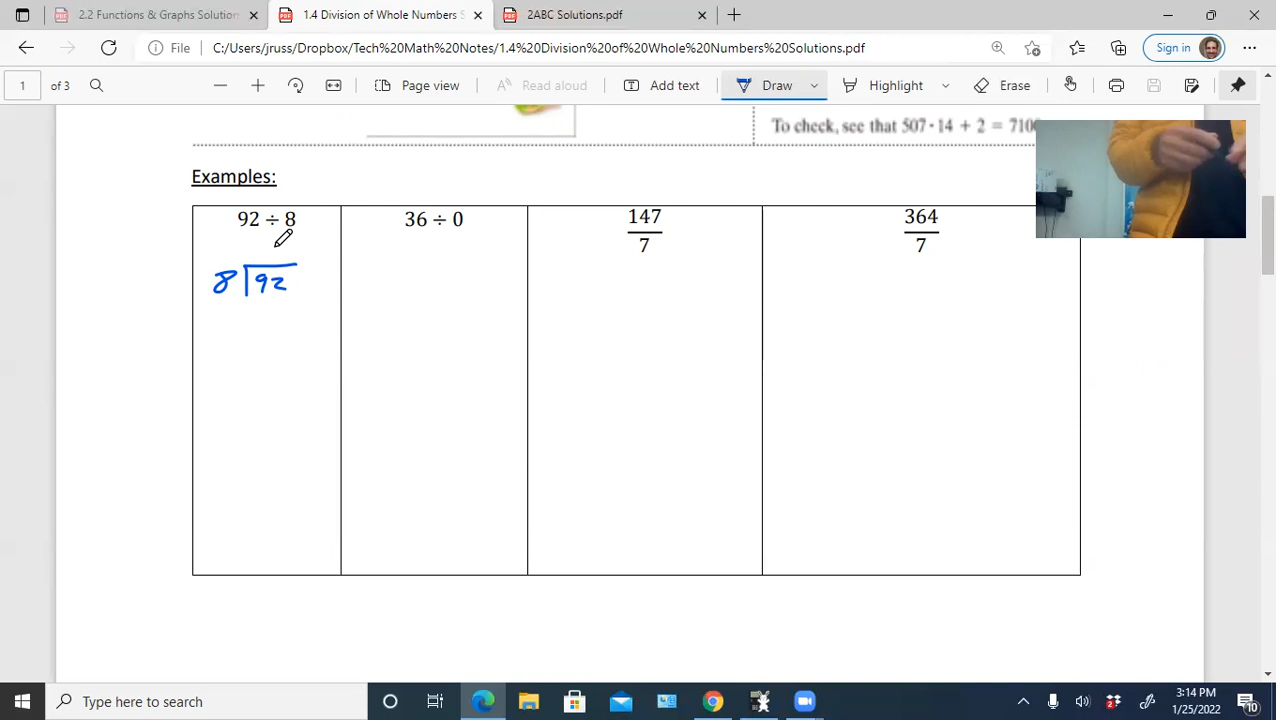 2.2 Functions & Graphs Solution
1.4 Division of Whole Numbers S
2ABC Solutions.pdf
File
C:/Users/jruss/Dropbox/Tech%20Math%20Notes/1.4%20Division%20of%20Whole%20Numbers%20Solutions.pdf
Sign in
1 of 3
Page view
Read aloud
Add text
Draw
Highlight
Erase
To check, see that 507 · 14 + 2 = 7100
Examples:
92 ÷ 8
36 ÷ 0
147
7
364
7
8 92
Type here to search
3:14 PM
1/25/2022
2
10